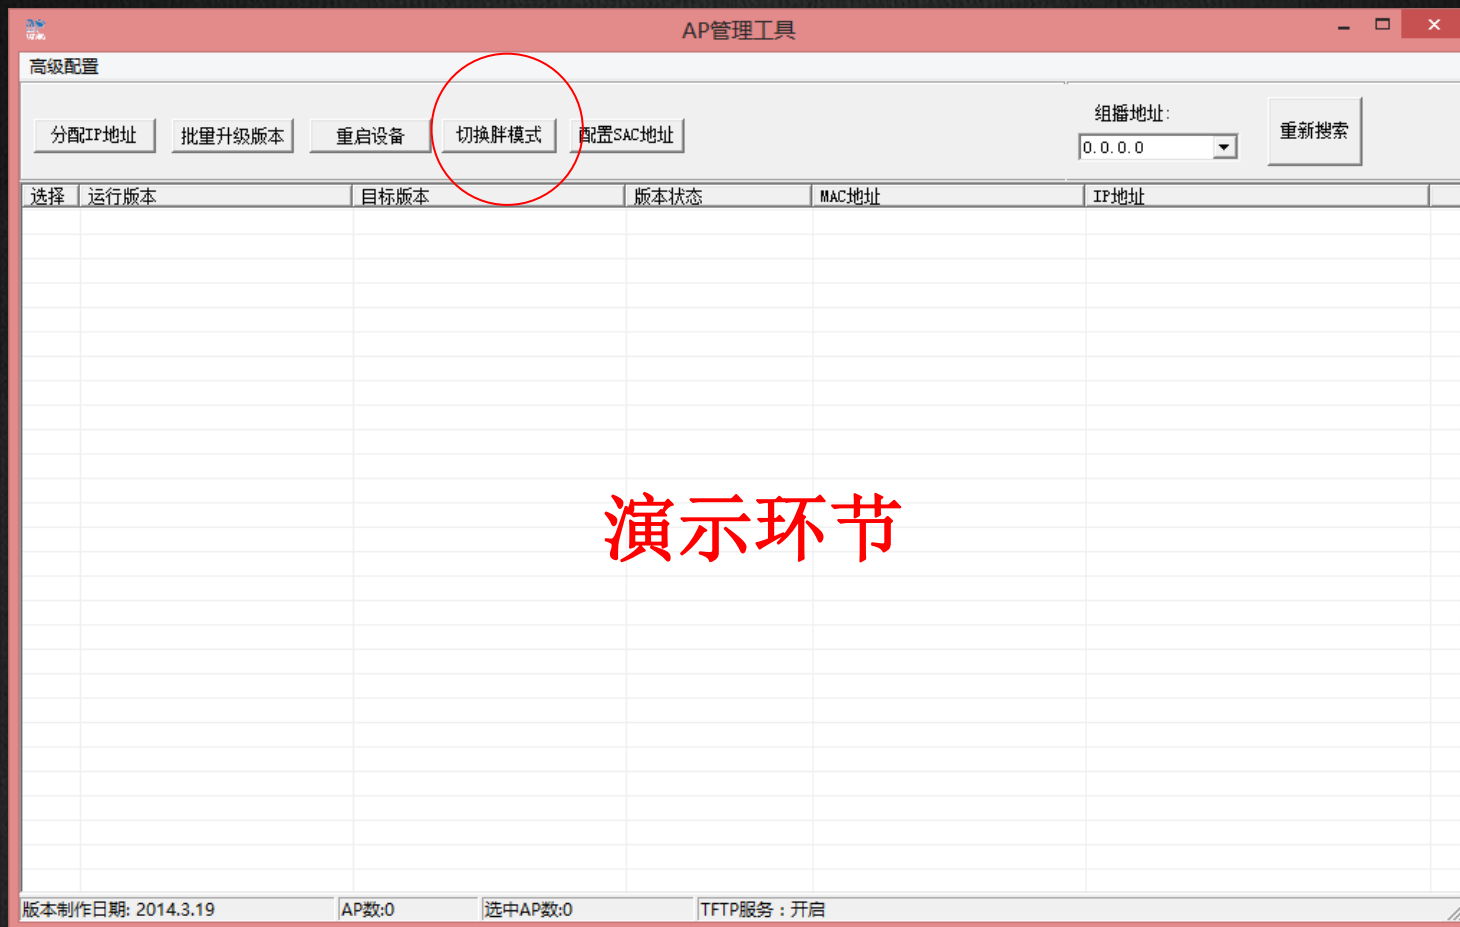 AP管理工具
高级配置
分配IP地址 批量升级版本 重启设备 切换胖模式 配置SAC地址
组播地址:
0.0.0.0
重新搜索
选择 运行版本 目标版本 版本状态 MAC地址 IP地址
演示环节
版本制作日期: 2014.3.19 AP数:0 选中AP数:0 TFTP服务：开启